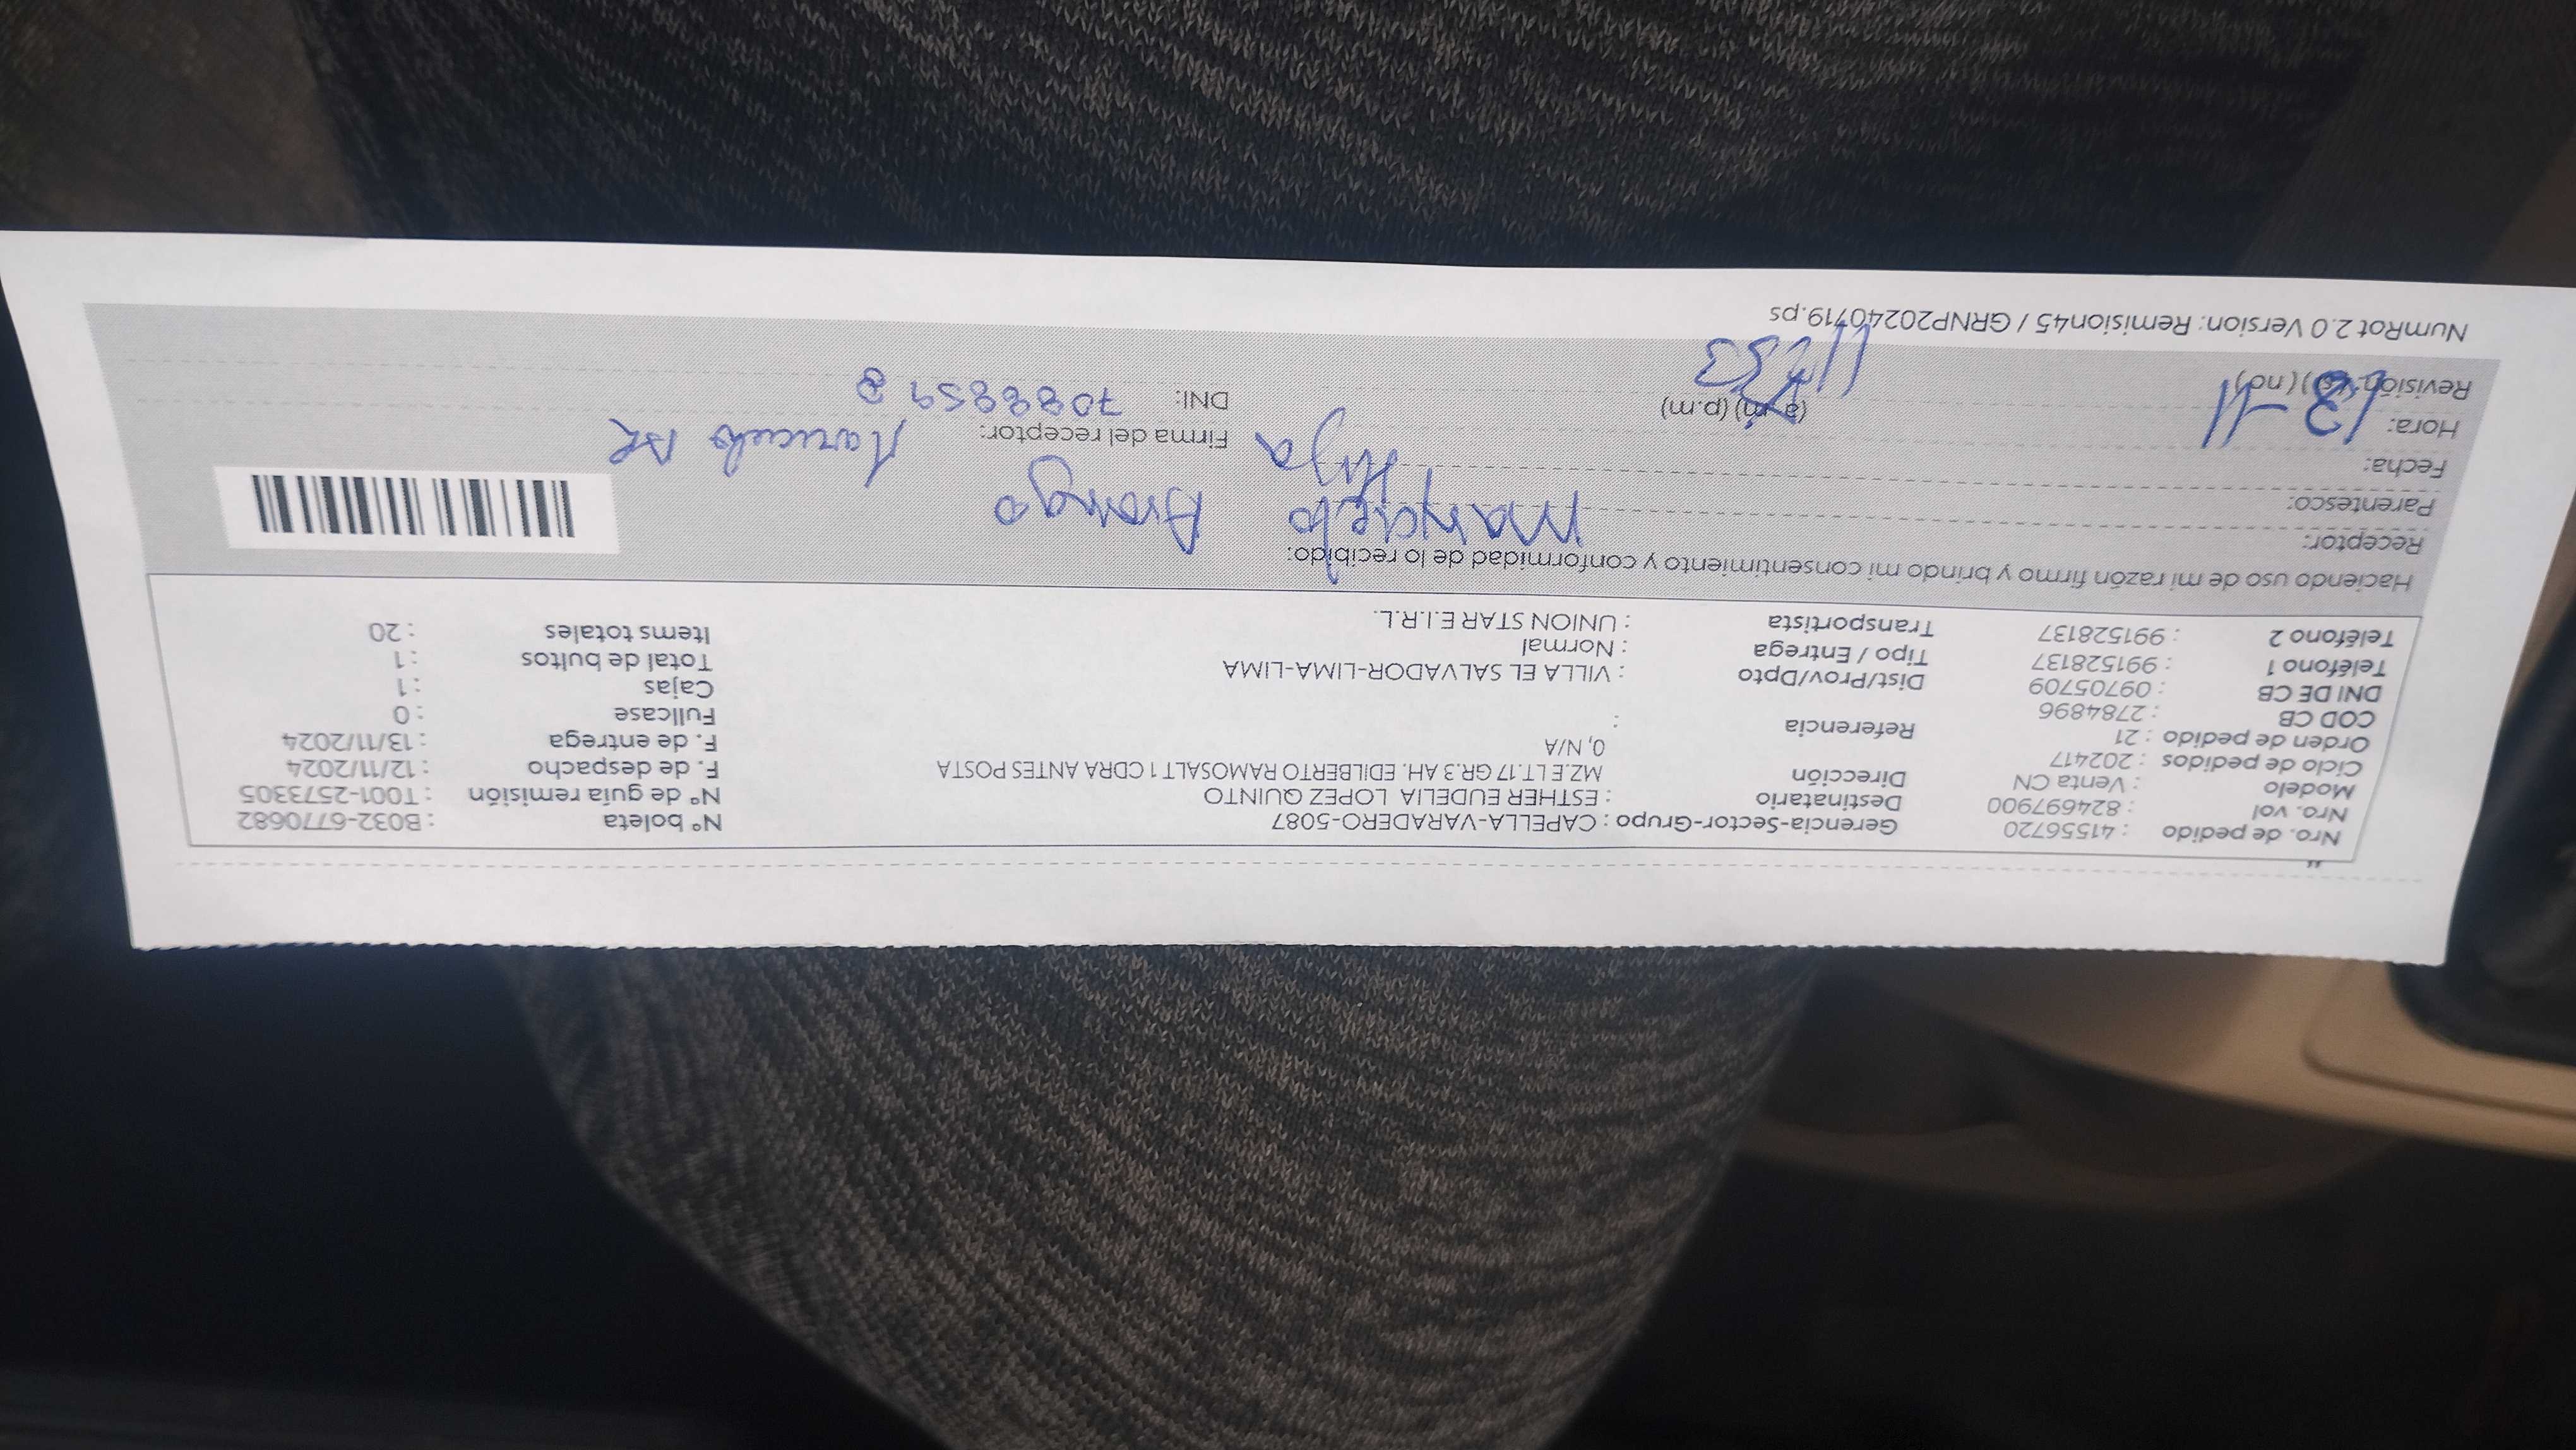 Nro. de pedido : 41556720 Gerencia-Sector-Grupo : CAPELLA-VARADERO-5087 N° boleta : B032-6770682
Nro. vol : 824697900 Destinatario : ESTHER EUDELIA LOPEZ QUINTO N° de guía remisión : T001-2573305
Modelo : Venta CN Dirección MZ.E LT.17 GR.3 AH. EDILBERTO RAMOSALT 1 CDRA ANTES POSTA F. de despacho : 12/11/2024
Ciclo de pedidos : 202417 0, N/A F. de entrega : 13/11/2024
Orden de pedido : 21 Referencia : Fullcase : 0
COD CB : 2784896 Cajas : 1
DNI DE CB : 09705709 Dist/Prov/Dpto : VILLA EL SALVADOR-LIMA-LIMA Total de bultos : 1
Teléfono 1 : 991528137 Tipo / Entrega : Normal Items totales : 20
Teléfono 2 : 991528137 Transportista : UNION STAR E.I.R.L.
Haciendo uso de mi razón firmo y brindo mi consentimiento y conformidad de lo recibido:
Receptor: Marycielo Arango
Parentesco: Hija
Fecha: 13-11 Firma del receptor:
Hora: 11:53 (a.m) (p.m) DNI: 70888598
Revisión: (si) (no)
NumRot 2.0 Version: Remision45 / GRNP20240719.ps